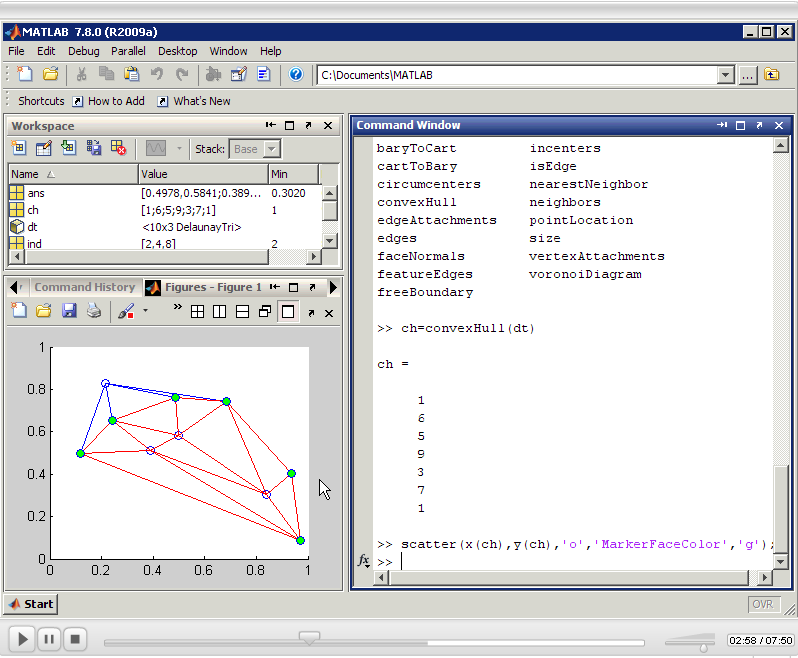 MATLAB 7.8.0 (R2009a)
File Edit Debug Parallel Desktop Window Help
C:\Documents\MATLAB
...
Shortcuts How to Add What's New
Workspace
Stack: Base
Name Value Min
ans [0.4978,0.5841;0.389... 0.3020
ch [1;6;5;9;3;7;1] 1
dt <10x3 DelaunayTri>
ind [2,4,8] 2
Command History Figures - Figure 1
1
0.8
0.6
0.4
0.2
0
0 0.2 0.4 0.6 0.8 1
Command Window
baryToCart incenters
cartToBary isEdge
circumcenters nearestNeighbor
convexHull neighbors
edgeAttachments pointLocation
edges size
faceNormals vertexAttachments
featureEdges voronoiDiagram
freeBoundary
>> ch=convexHull(dt)
ch =
1
6
5
9
3
7
1
>> scatter(x(ch),y(ch),'o','MarkerFaceColor','g');
fx >>
Start
OVR
02:58 / 07:50